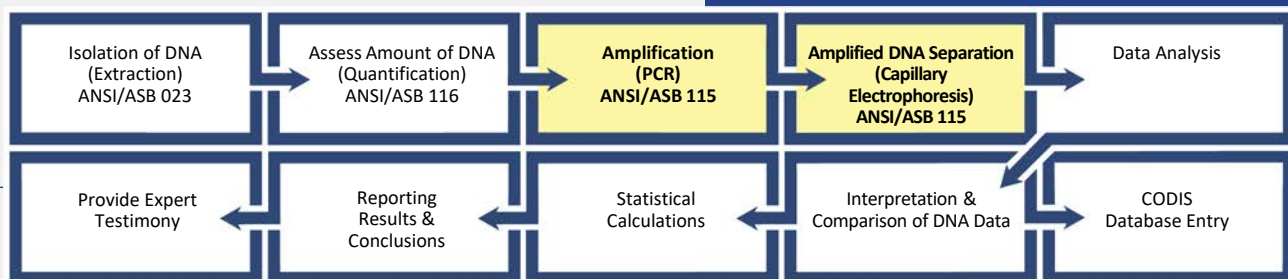 Isolation of DNA
(Extraction)
ANSI/ASB 023
Assess Amount of DNA
(Quantification)
ANSI/ASB 116
Amplification
(PCR)
ANSI/ASB 115
Amplified DNA Separation
(Capillary
Electrophoresis)
ANSI/ASB 115
Data Analysis
Provide Expert
Testimony
Reporting
Results &
Conclusions
Statistical
Calculations
Interpretation &
Comparison of DNA Data
CODIS
Database Entry